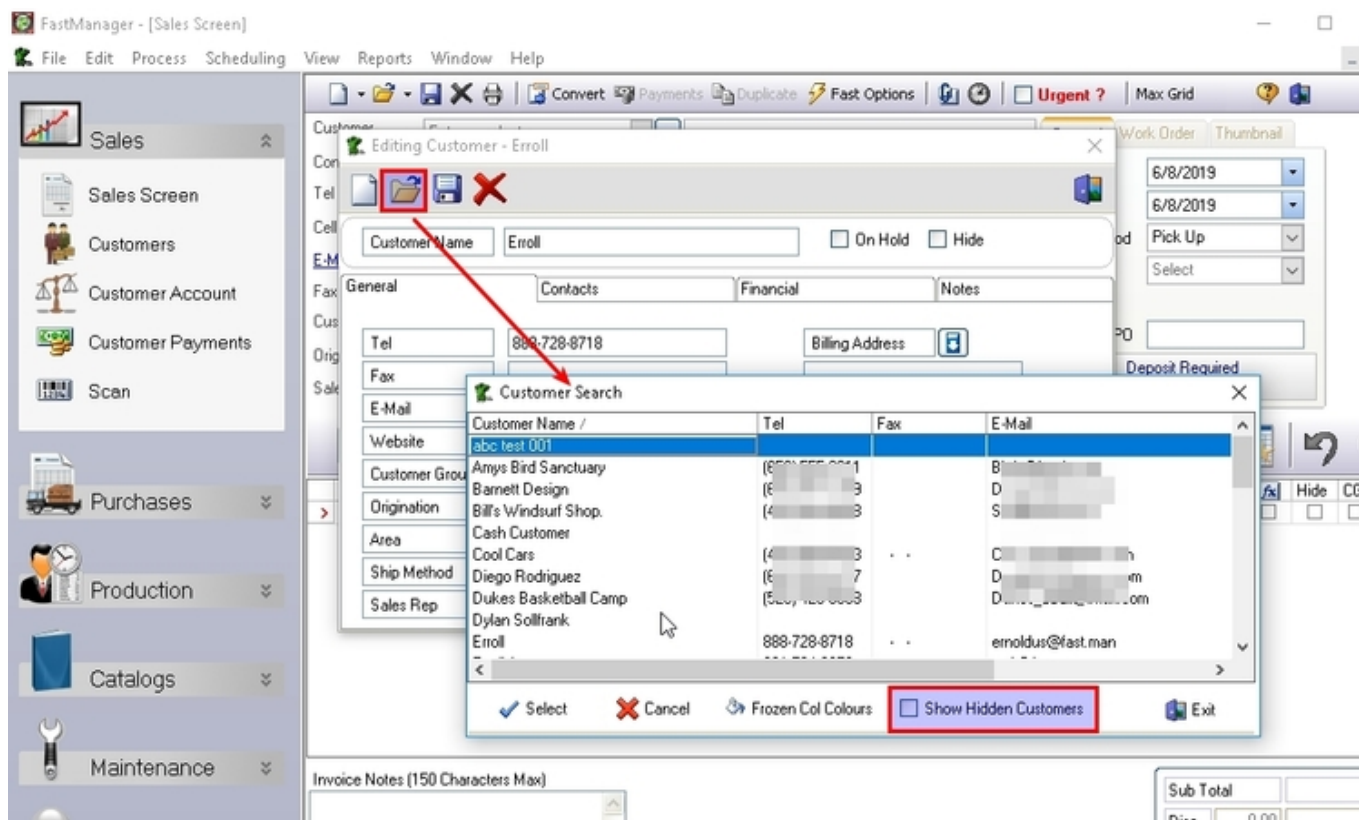 FastManager - [Sales Screen]
File Edit Process Scheduling View Reports Window Help
Convert Payments Duplicate Fast Options Urgent ? Max Grid
Sales
Sales Screen
Customers
Customer Account
Customer Payments
Scan
Purchases
Production
Catalogs
Maintenance
Customer
Tel
Cell
Fax
Work Order Thumbnail
6/8/2019
6/8/2019
Pick Up
Select
PO
Deposit Required
Hide
Editing Customer - Erroll
Customer Name Erroll On Hold Hide
General Contacts Financial Notes
Tel 888-728-8718 Billing Address
Fax
E-Mail
Website
Customer Grou
Origination
Area
Ship Method
Sales Rep
Customer Search
Customer Name / Tel Fax E-Mail
abc test 001
Amys Bird Sanctuary
Barnett Design
Bill's Windsurf Shop.
Cash Customer
Cool Cars
Diego Rodriguez
Dukes Basketball Camp
Dylan Sollfrank
Erroll 888-728-8718 - - ernoldus@fast.man
Select Cancel Frozen Col Colours Show Hidden Customers Exit
Invoice Notes (150 Characters Max)
Sub Total